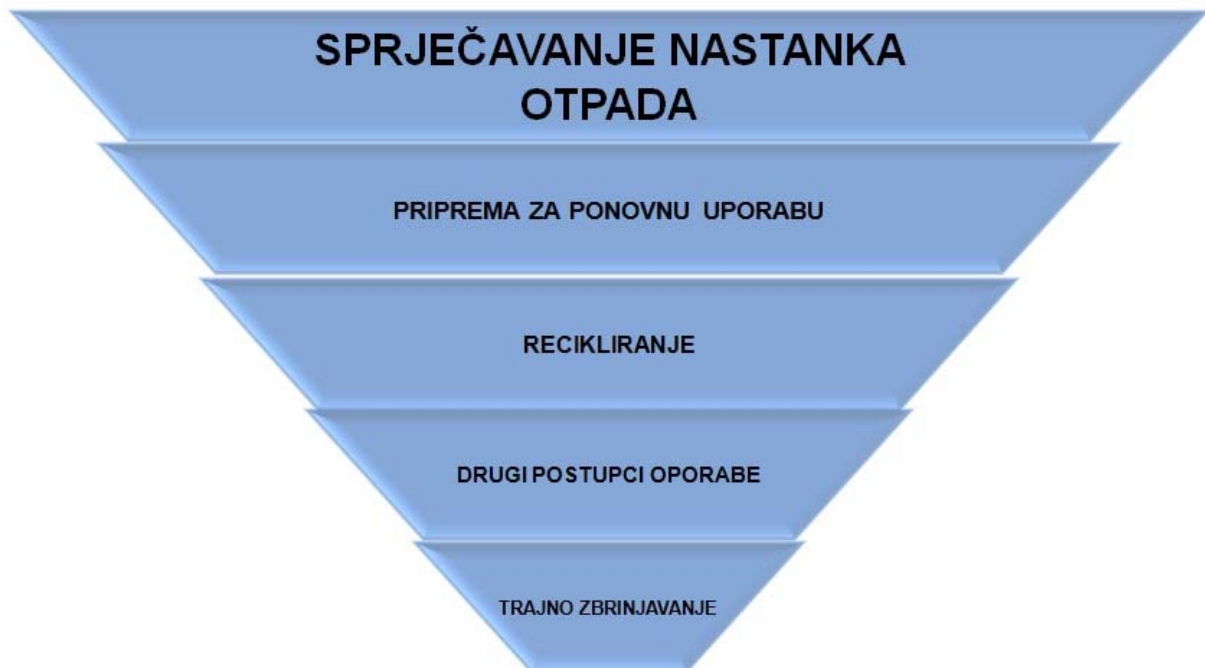 SPRJEČAVANJE NASTANKA
OTPADA
PRIPREMA ZA PONOVNU UPORABU
RECIKLIRANJE
DRUGI POSTUPCI OPORABE
TRAJNO ZBRINJAVANJE